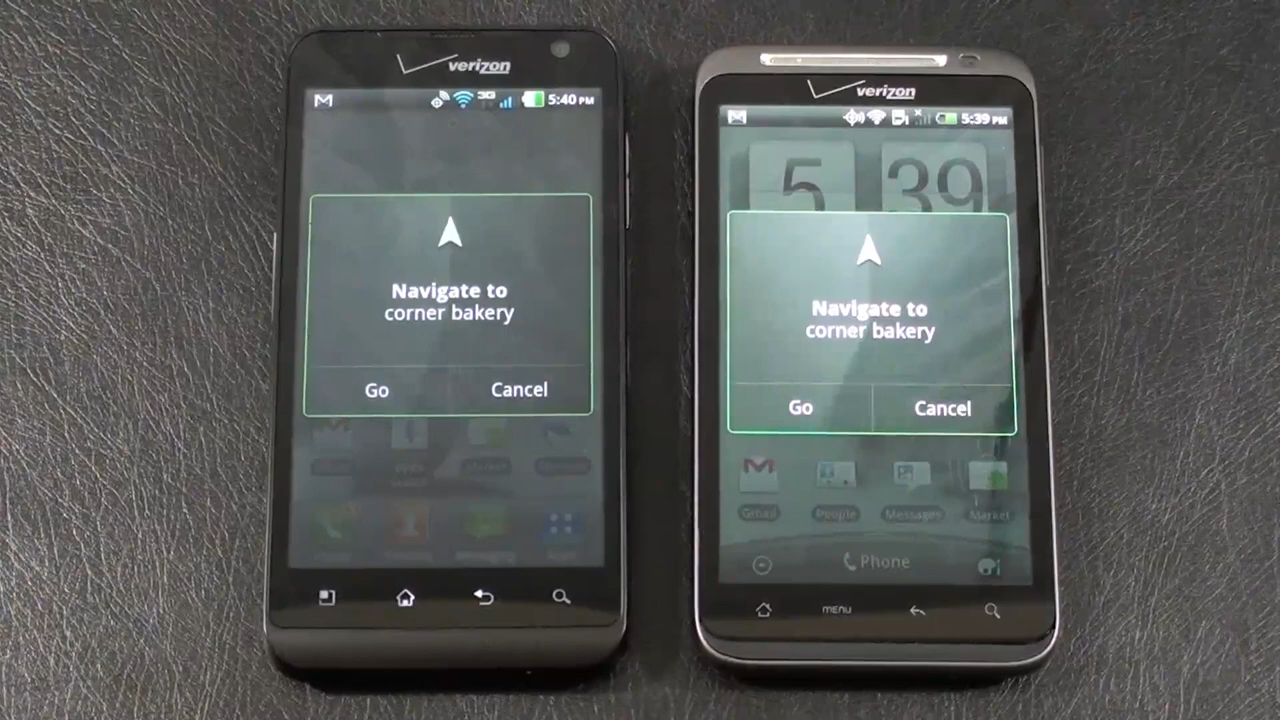 verizon
3G
5:40 PM
Navigate to
corner bakery
Go
Cancel
verizon
5:39 PM
5 39
Navigate to
corner bakery
Go
Cancel
Gmail
People
Messages
Market
Phone
MENU